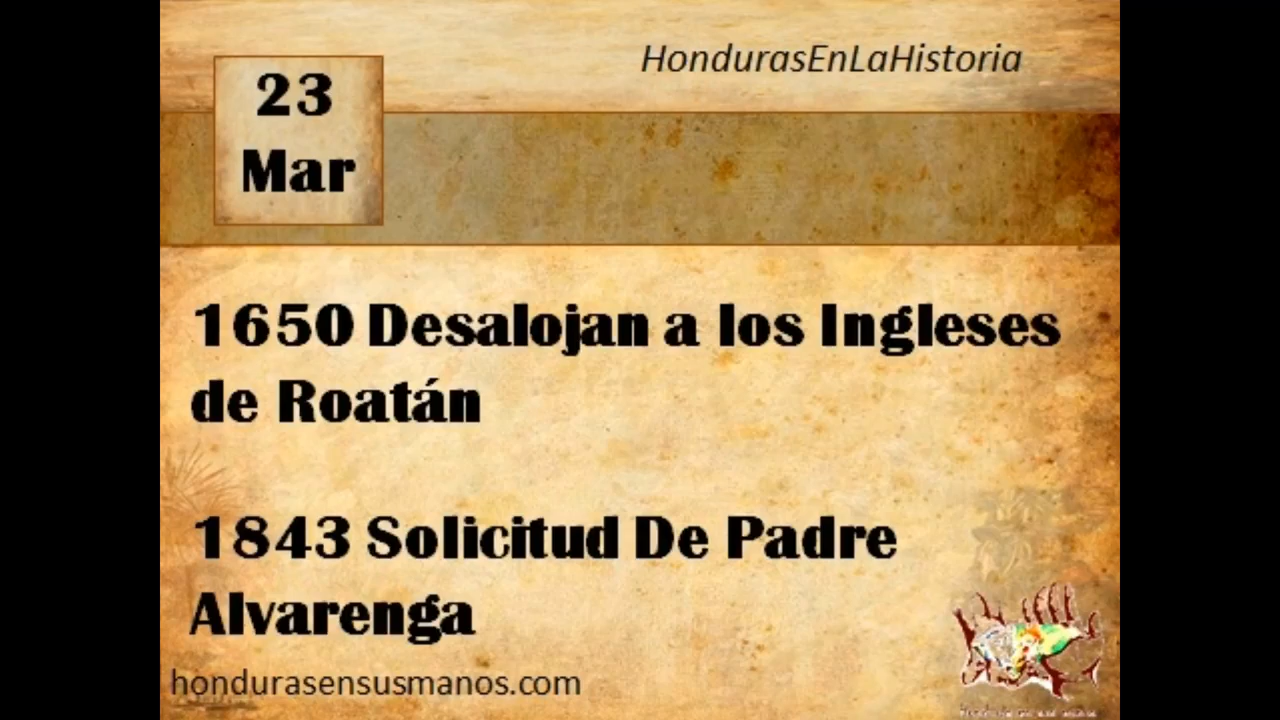 HondurasEnLaHistoria
23
Mar
1650 Desalojan a los Ingleses
de Roatán
1843 Solicitud De Padre
Alvarenga
hondurasensusmanos.com